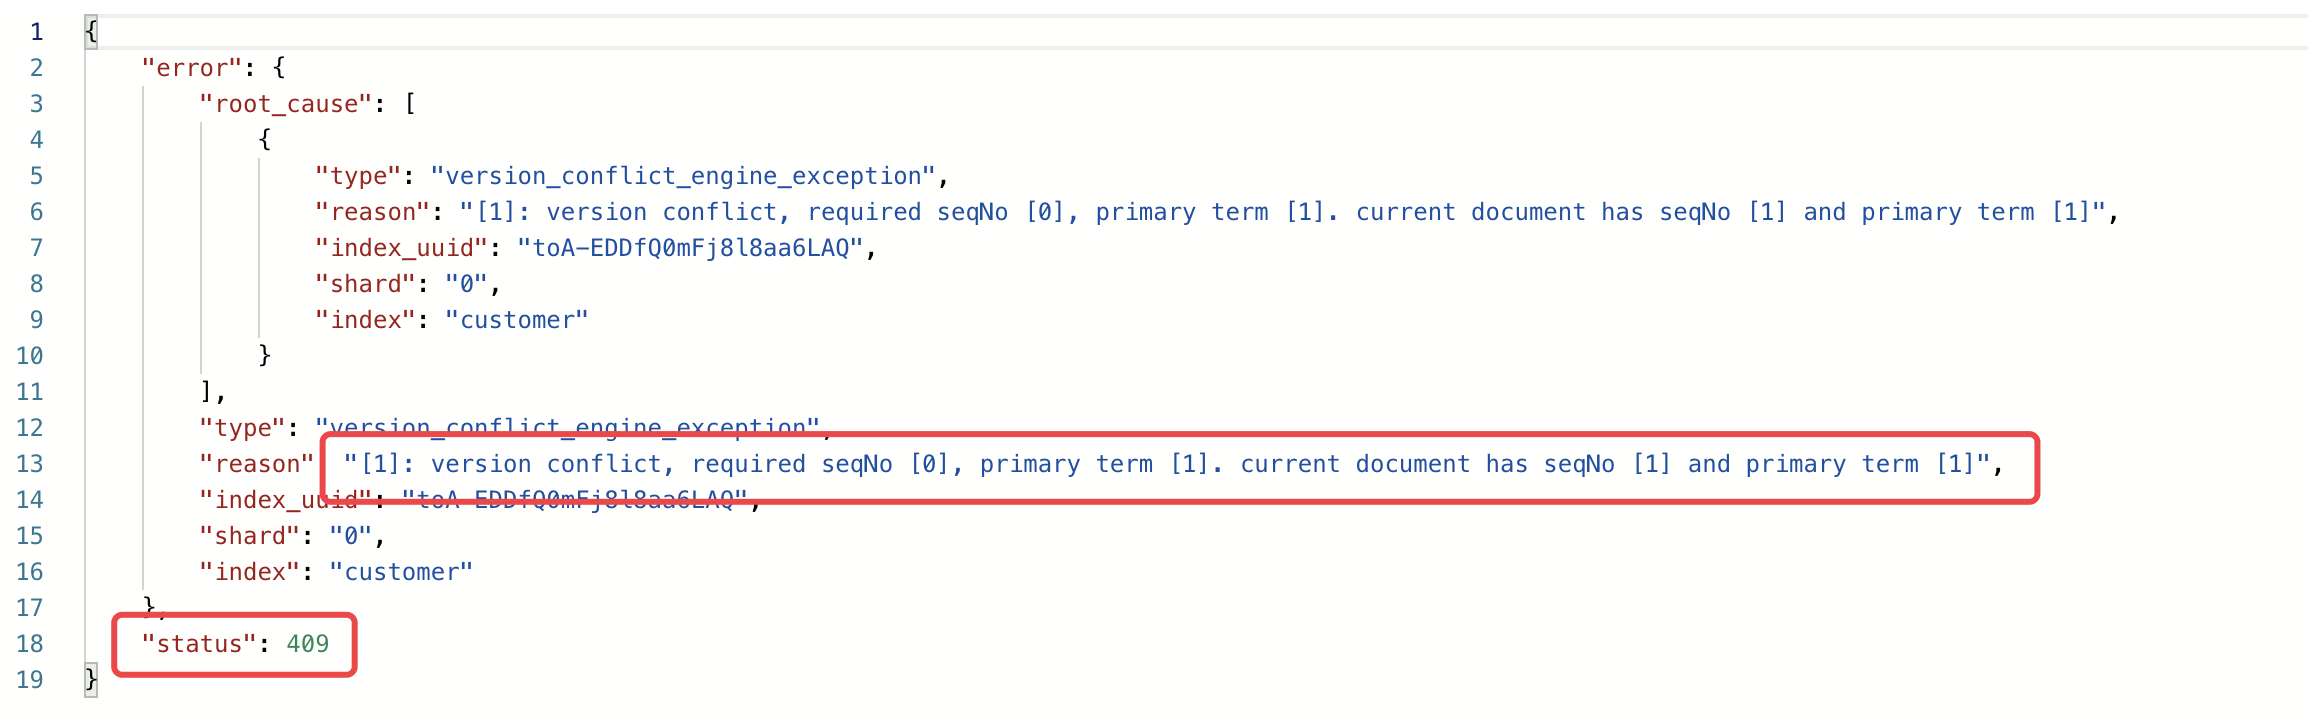 1 {
2 "error": {
3 "root_cause": [
4 {
5 "type": "version_conflict_engine_exception",
6 "reason": "[1]: version conflict, required seqNo [0], primary term [1]. current document has seqNo [1] and primary term [1]",
7 "index_uuid": "toA-EDDfQ0mFj8l8aa6LAQ",
8 "shard": "0",
9 "index": "customer"
10 }
11 ],
12 "type": "version_conflict_engine_exception",
13 "reason" "[1]: version conflict, required seqNo [0], primary term [1]. current document has seqNo [1] and primary term [1]",
14 "index_uuid": "toA-EDDfQ0mFj8l8aa6LAQ",
15 "shard": "0",
16 "index": "customer"
17 },
18 "status": 409
19 }